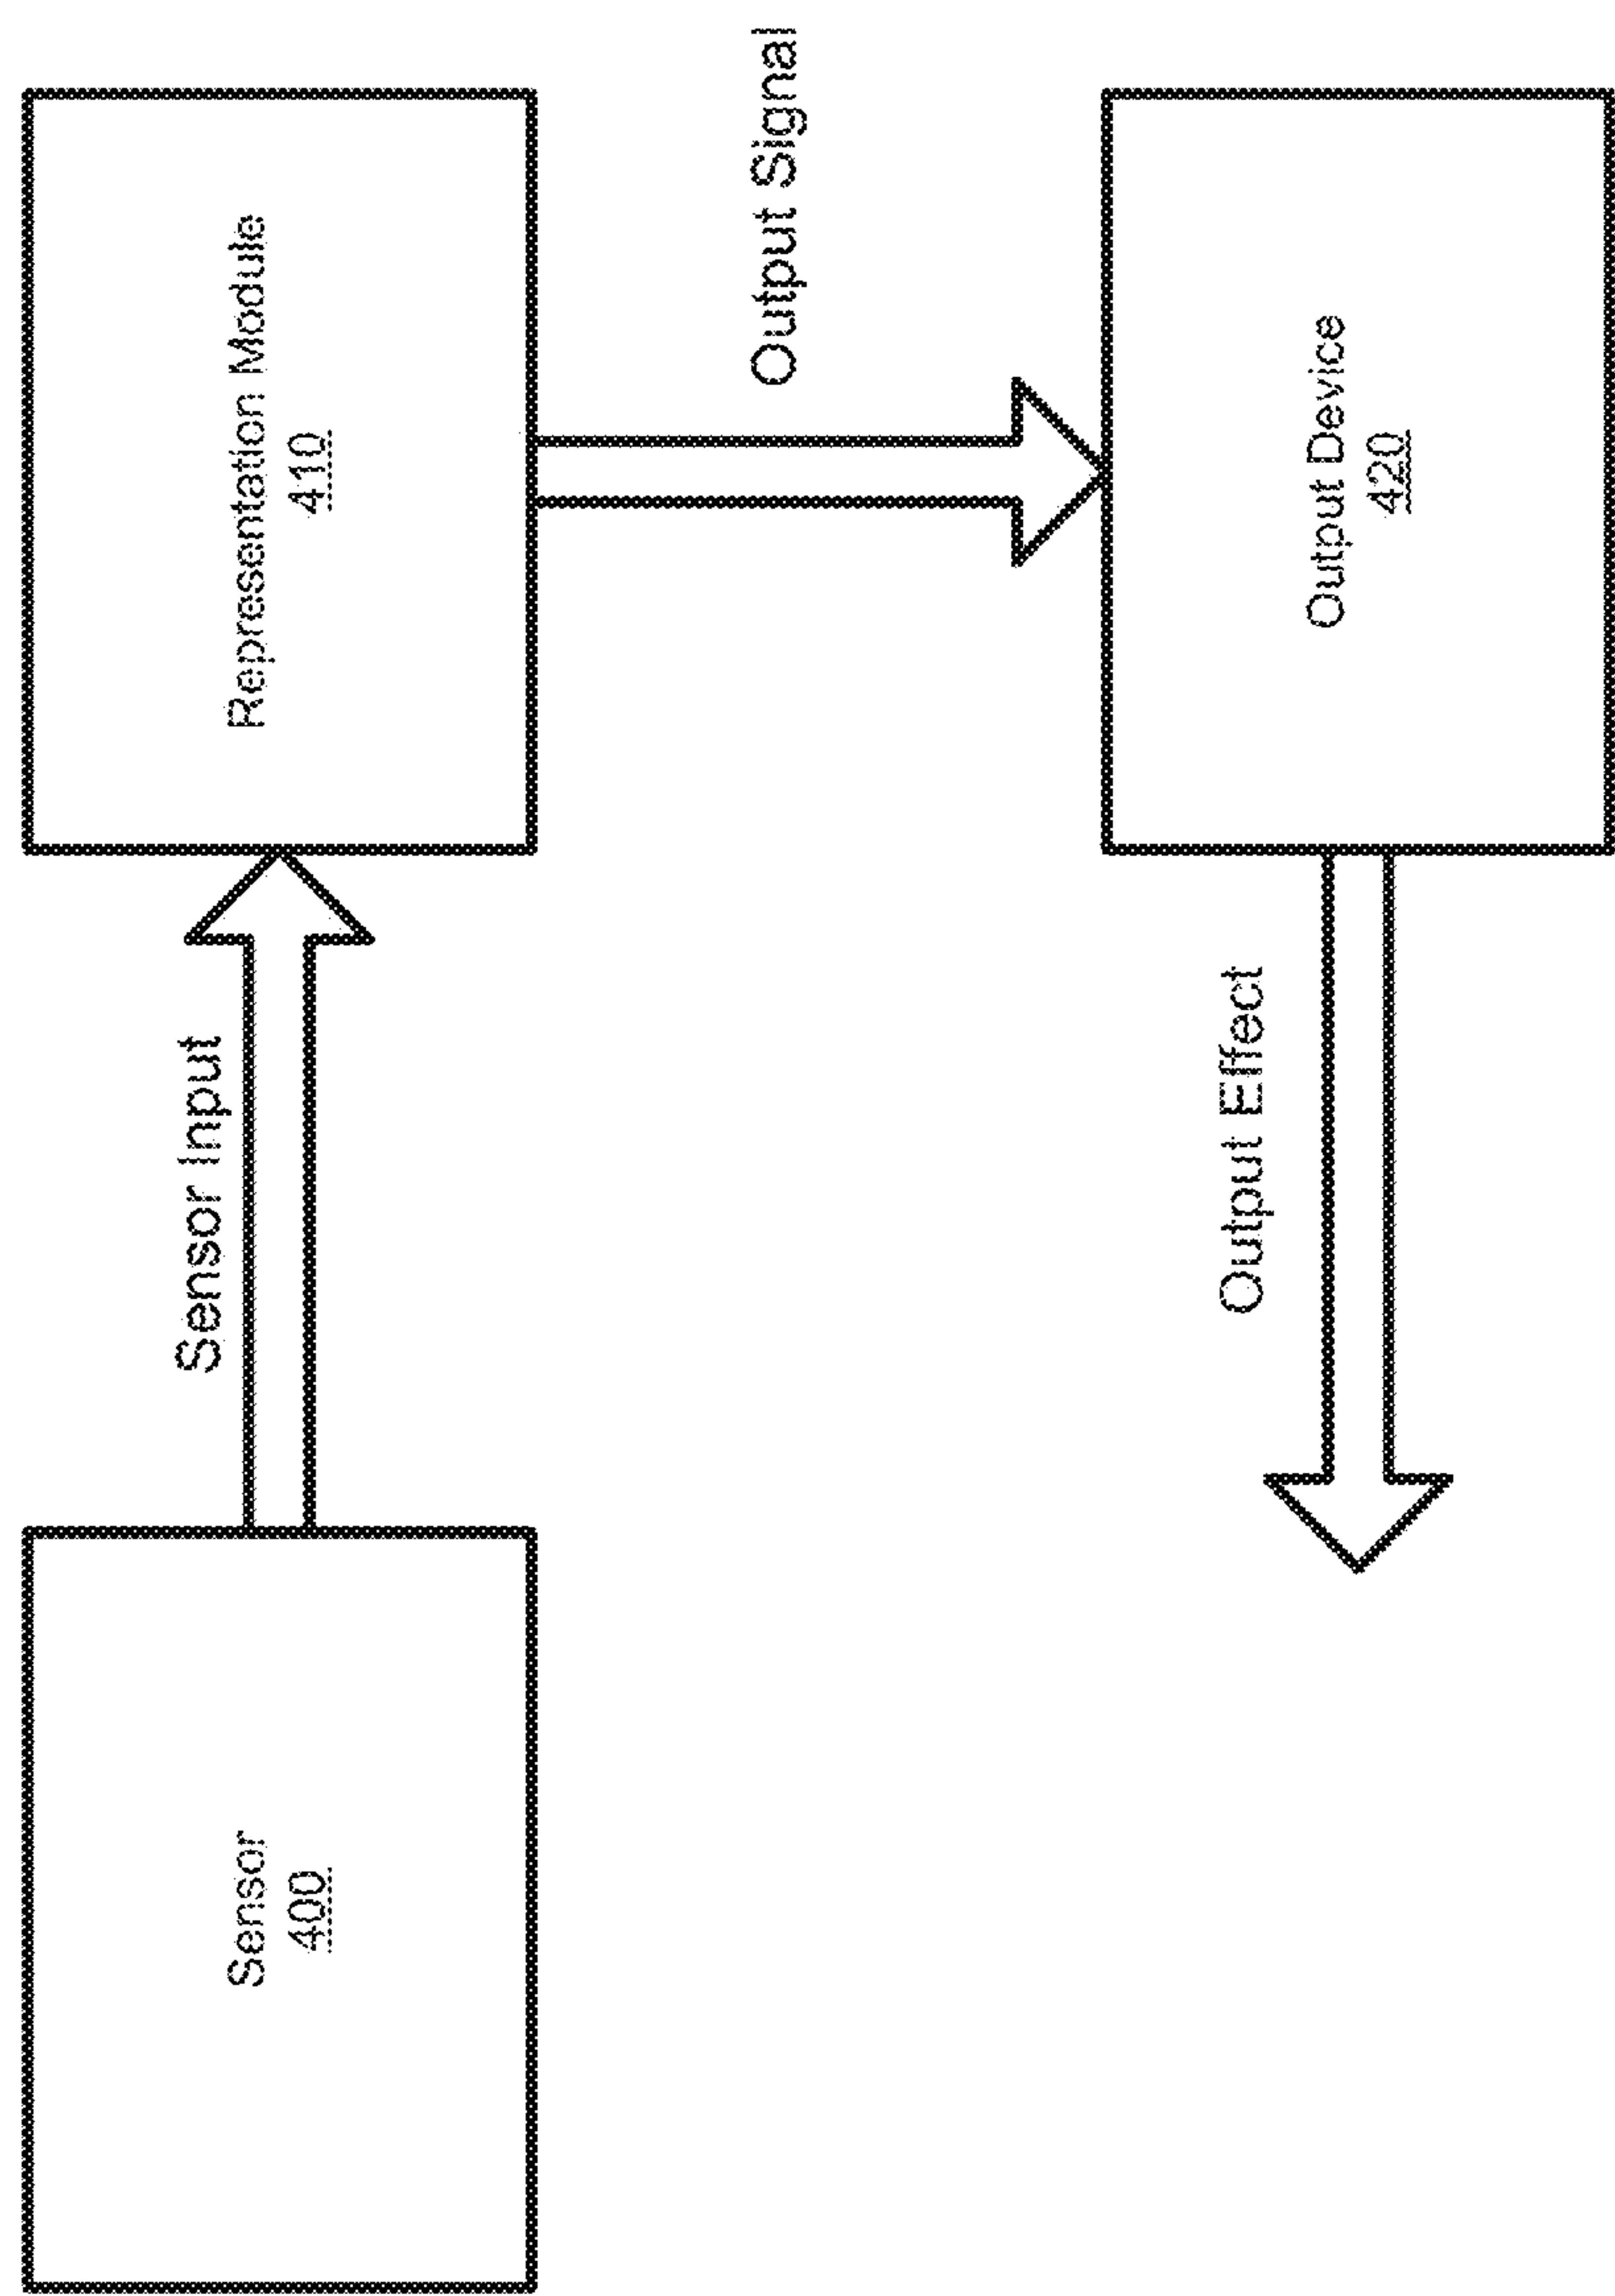 Sensor
400
Sensor Input
Representation Module
410
Output Signal
Output Device
420
Output Effect